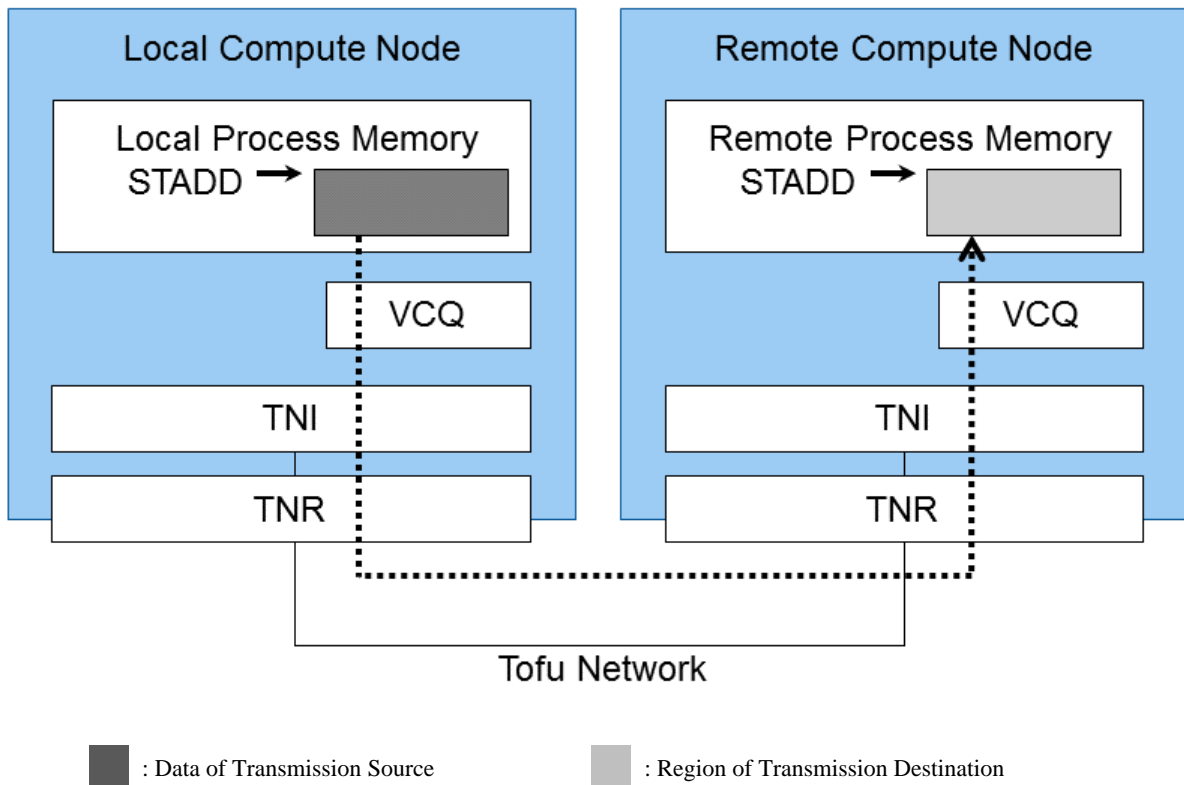 Local Compute Node
Local Process Memory
STADD
VCQ
TNI
TNR
Remote Compute Node
Remote Process Memory
STADD
VCQ
TNI
TNR
Tofu Network
: Data of Transmission Source
: Region of Transmission Destination